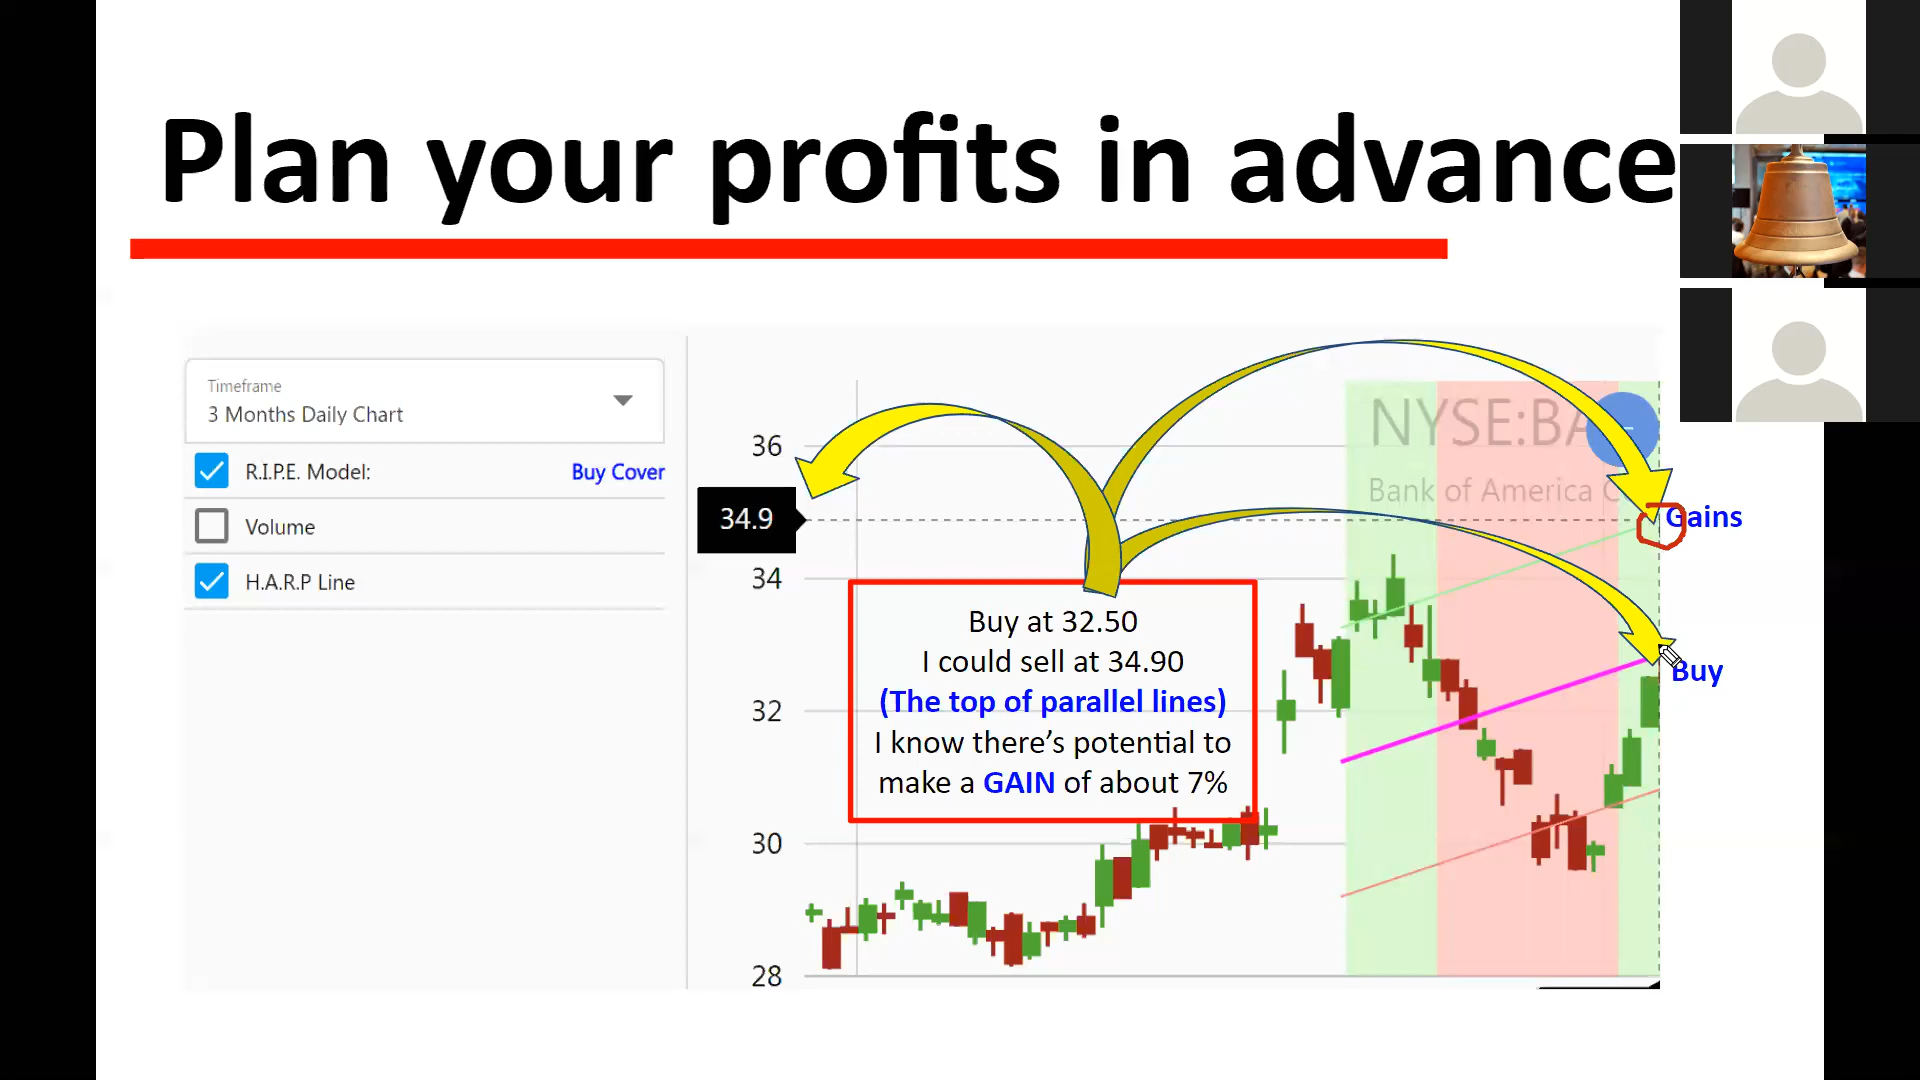 Plan your profits in advance
Timeframe
3 Months Daily Chart
R.I.P.E. Model: Buy Cover
Volume
H.A.R.P Line
36
34.9
34
32
30
28
NYSE:BA
Bank of America C
Gains
Buy
Buy at 32.50
I could sell at 34.90
(The top of parallel lines)
I know there’s potential to
make a GAIN of about 7%